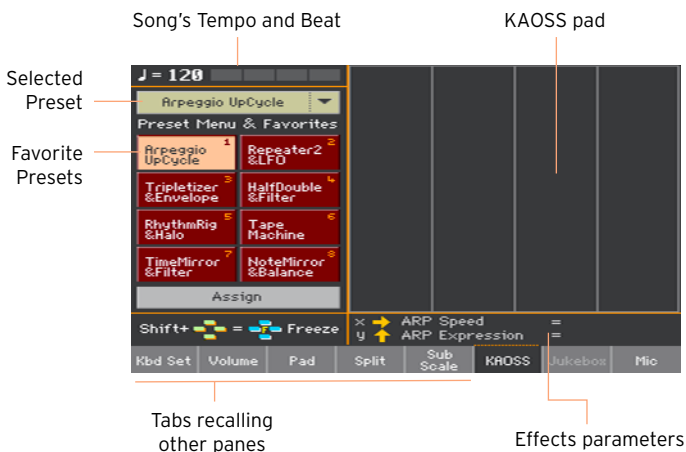 Song's Tempo and Beat
KAOSS pad
Selected
Preset
♩= 120
Arpeggio UpCycle
Preset Menu & Favorites
Favorite
Presets
Arpeggio UpCycle 1
Repeater2 &LFO 2
Tripletizer &Envelope 3
HalfDouble &Filter 4
RhythmRig &Halo 5
Tape Machine 6
TimeMirror &Filter 7
NoteMirror &Balance 8
Assign
Shift+ = F Freeze
x ARP Speed =
y ARP Expression =
Kbd Set Volume Pad Split Sub Scale KAOSS Jukebox Mic
Tabs recalling
other panes
Effects parameters